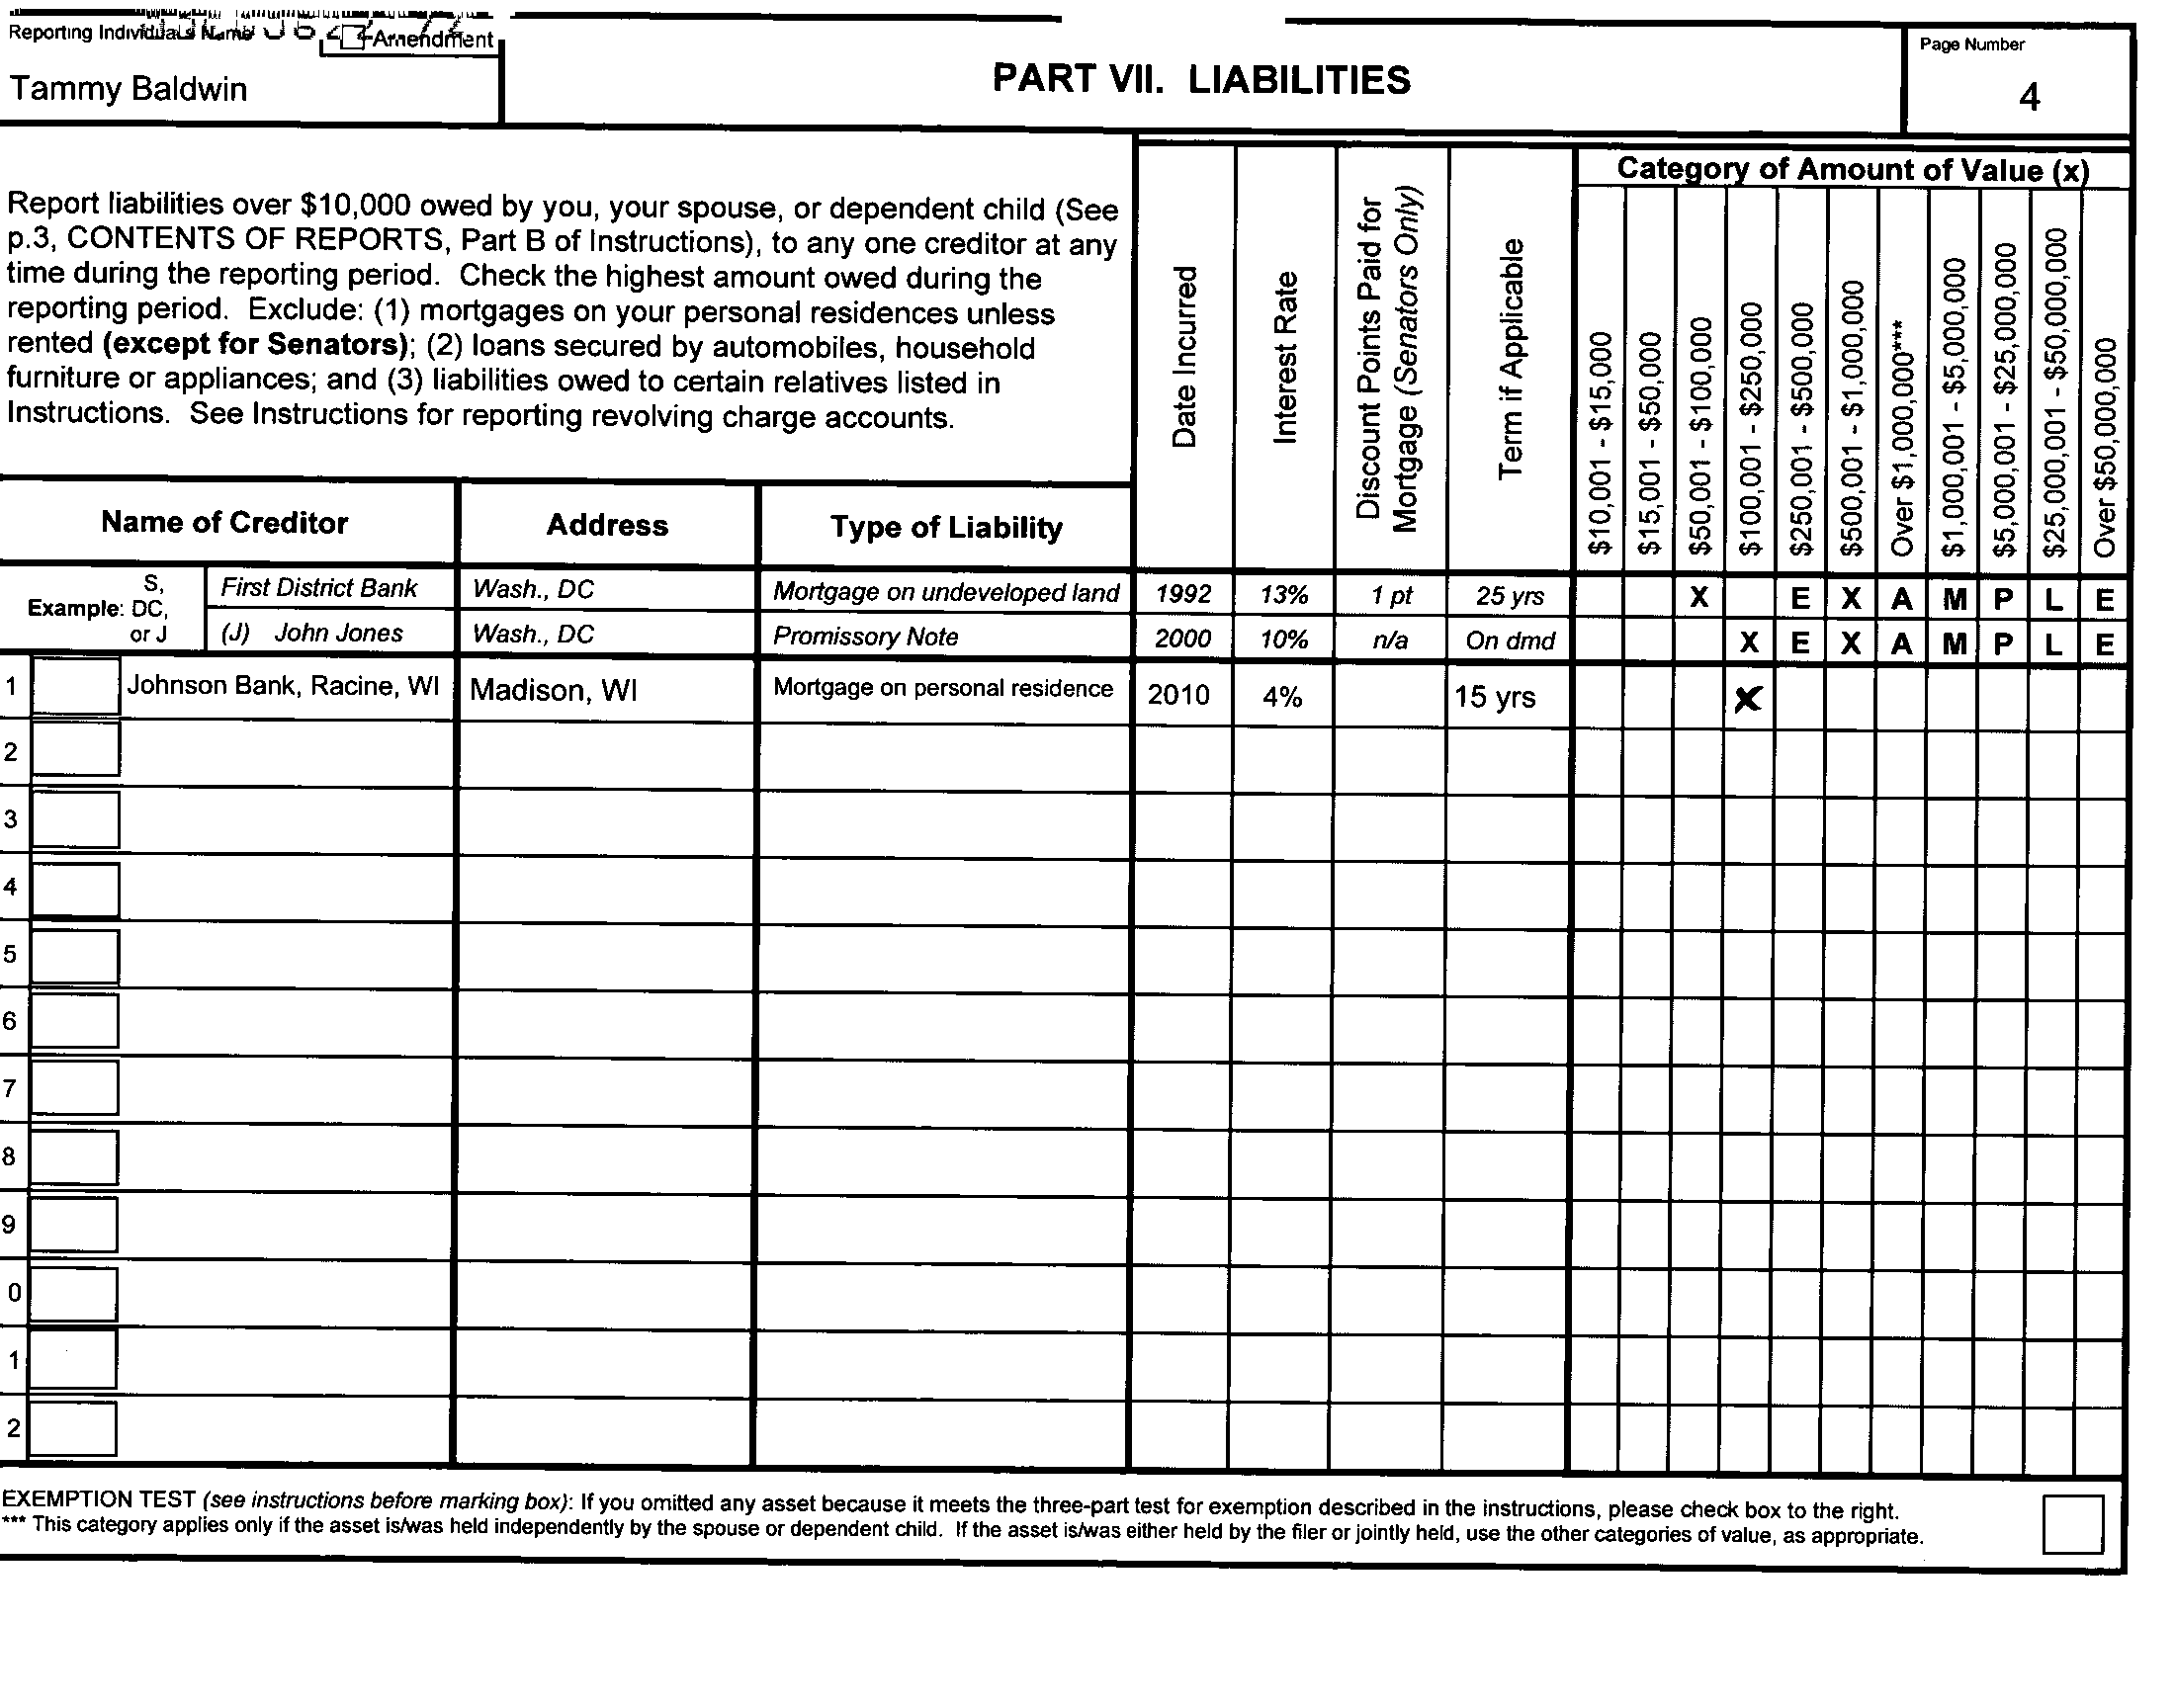 Reporting Individual's Name
Amendment
Tammy Baldwin
PART VII. LIABILITIES
Page Number
4
Report liabilities over $10,000 owed by you, your spouse, or dependent child (See
p.3, CONTENTS OF REPORTS, Part B of Instructions), to any one creditor at any
time during the reporting period. Check the highest amount owed during the
reporting period. Exclude: (1) mortgages on your personal residences unless
rented (except for Senators); (2) loans secured by automobiles, household
furniture or appliances; and (3) liabilities owed to certain relatives listed in
Instructions. See Instructions for reporting revolving charge accounts.
Date Incurred
Interest Rate
Discount Points Paid for
Mortgage (Senators Only)
Term if Applicable
Category of Amount of Value (x)
$10,001 - $15,000
$15,001 - $50,000
$50,001 - $100,000
$100,001 - $250,000
$250,001 - $500,000
$500,001 - $1,000,000
Over $1,000,000***
$1,000,001 - $5,000,000
$5,000,001 - $25,000,000
$25,000,001 - $50,000,000
Over $50,000,000
Name of Creditor Address Type of Liability
Example: S,
DC,
or J
First District Bank Wash., DC Mortgage on undeveloped land 1992 13% 1 pt 25 yrs X E X A M P L E
(J) John Jones Wash., DC Promissory Note 2000 10% n/a On dmd X E X A M P L E
1 Johnson Bank, Racine, WI Madison, WI Mortgage on personal residence 2010 4% 15 yrs X
2
3
4
5
6
7
8
9
0
1
2
EXEMPTION TEST (see instructions before marking box): If you omitted any asset because it meets the three-part test for exemption described in the instructions, please check box to the right.
*** This category applies only if the asset is/was held independently by the spouse or dependent child. If the asset is/was either held by the filer or jointly held, use the other categories of value, as appropriate.